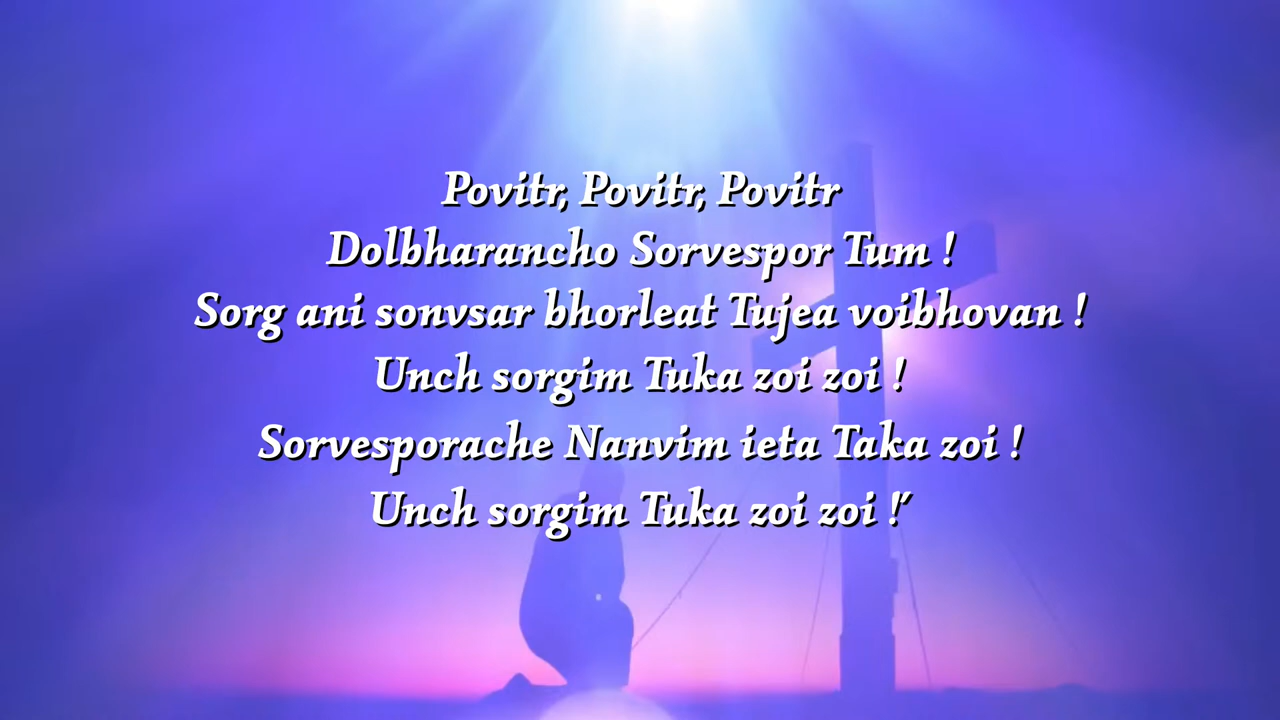 Povitr, Povitr, Povitr
Dolbharancho Sorvespor Tum !
Sorg ani sonvsar bhorleat Tujea voibhovan !
Unch sorgim Tuka zoi zoi !
Sorvesporache Nanvim ieta Taka zoi !
Unch sorgim Tuka zoi zoi !’